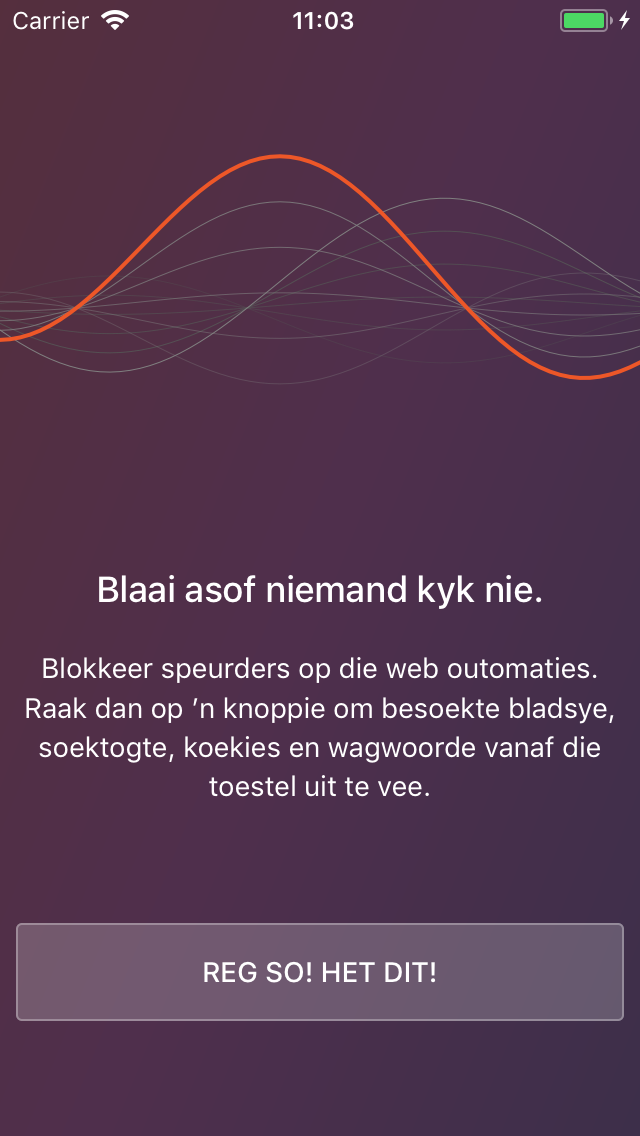 Carrier 11:03
Blaai asof niemand kyk nie.
Blokkeer speurders op die web outomaties.
Raak dan op ’n knoppie om besoekte bladsye,
soektogte, koekies en wagwoorde vanaf die
toestel uit te vee.
REG SO! HET DIT!